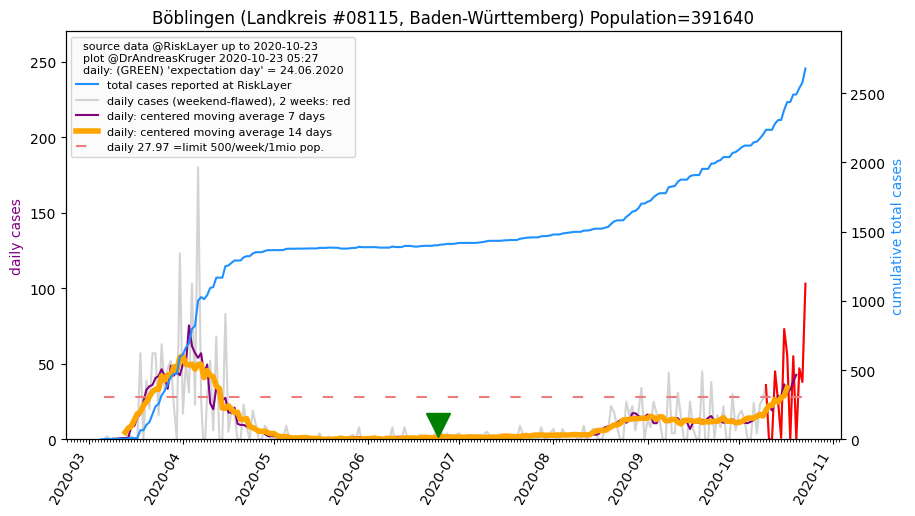 Böblingen (Landkreis #08115, Baden-Württemberg) Population=391640
source data @RiskLayer up to 2020-10-23
plot @DrAndreasKruger 2020-10-23 05:27
daily: (GREEN) 'expectation day' = 24.06.2020
total cases reported at RiskLayer
daily cases (weekend-flawed), 2 weeks: red
daily: centered moving average 7 days
daily: centered moving average 14 days
daily 27.97 =limit 500/week/1mio pop.
daily cases
250
200
150
100
50
0
cumulative total cases
2500
2000
1500
1000
500
0
2020-03
2020-04
2020-05
2020-06
2020-07
2020-08
2020-09
2020-10
2020-11